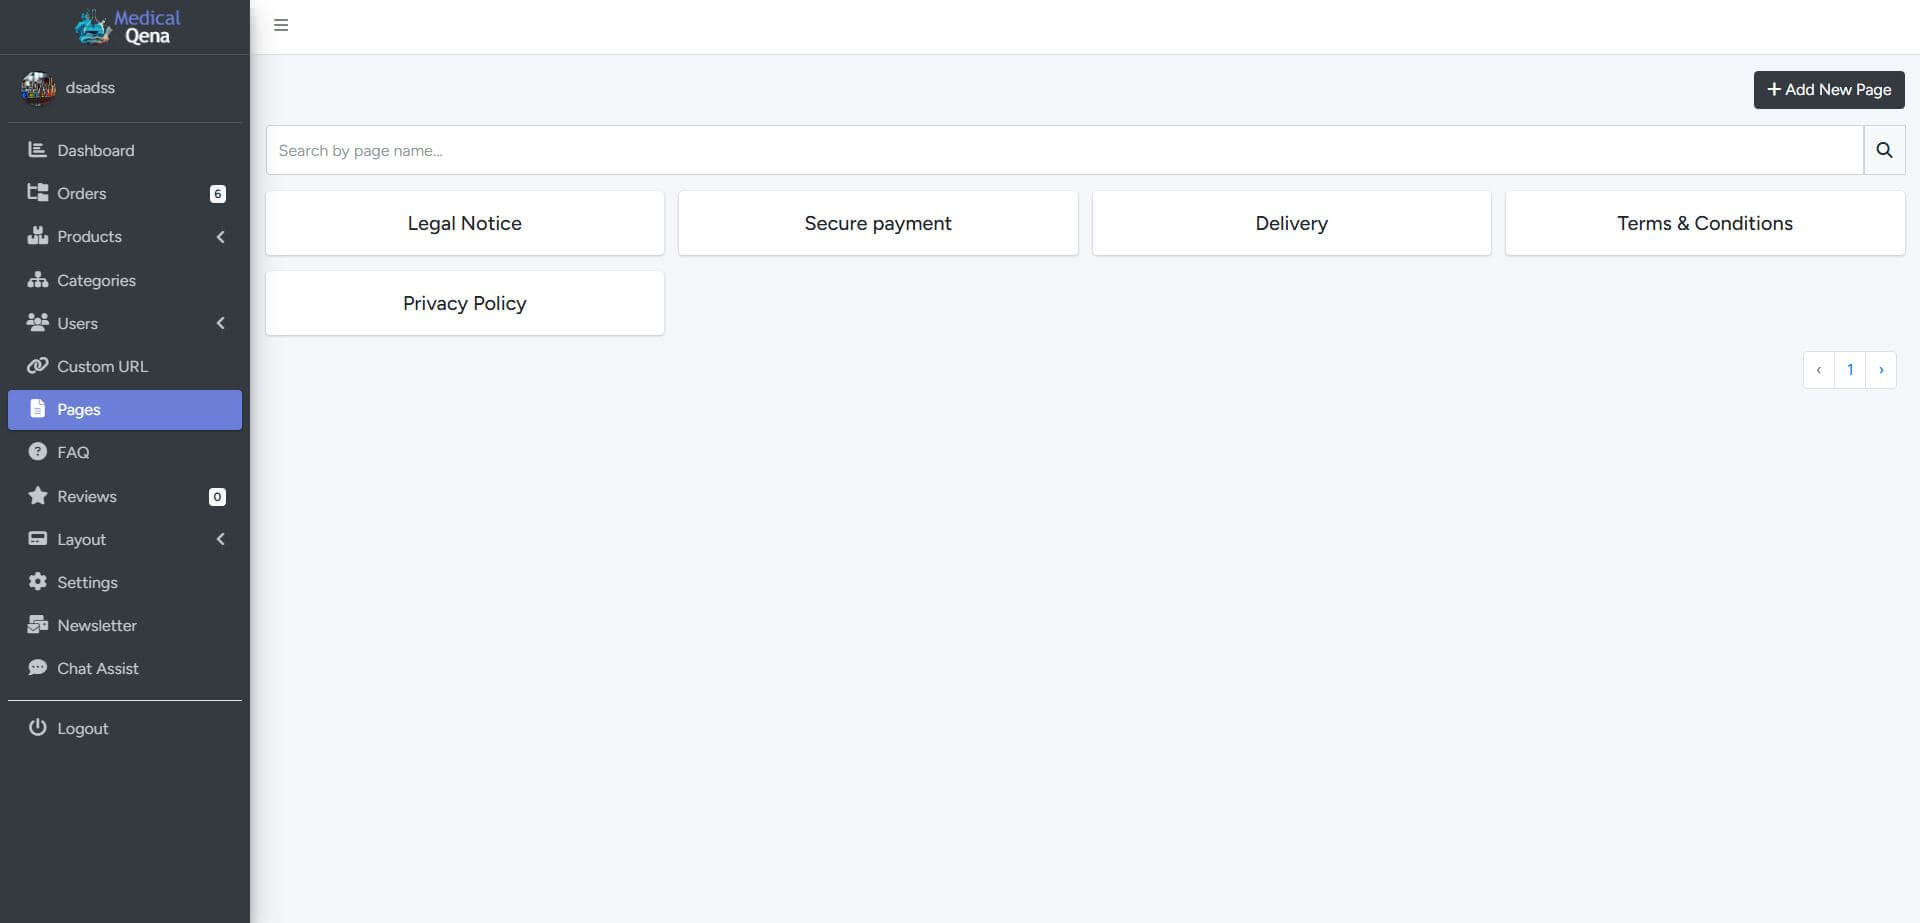 Medical
Qena
dsadss
Dashboard
Orders 6
Products
Categories
Users
Custom URL
Pages
FAQ
Reviews 0
Layout
Settings
Newsletter
Chat Assist
Logout
Add New Page
Search by page name...
Legal Notice
Secure payment
Delivery
Terms & Conditions
Privacy Policy
‹ 1 ›